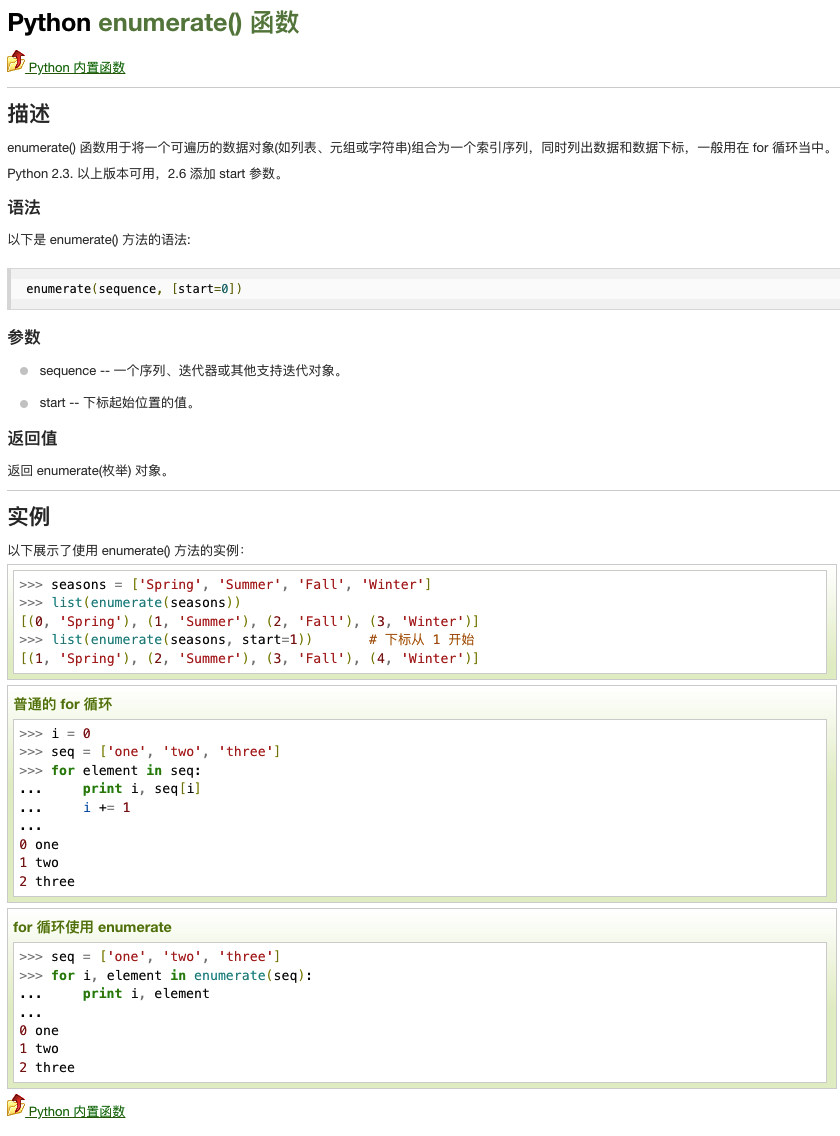 Python enumerate() 函数
Python 内置函数
描述
enumerate() 函数用于将一个可遍历的数据对象(如列表、元组或字符串)组合为一个索引序列，同时列出数据和数据下标，一般用在 for 循环当中。
Python 2.3. 以上版本可用，2.6 添加 start 参数。
语法
以下是 enumerate() 方法的语法:
enumerate(sequence, [start=0])
参数
sequence -- 一个序列、迭代器或其他支持迭代对象。
start -- 下标起始位置的值。
返回值
返回 enumerate(枚举) 对象。
实例
以下展示了使用 enumerate() 方法的实例：
>>> seasons = ['Spring', 'Summer', 'Fall', 'Winter']
>>> list(enumerate(seasons))
[(0, 'Spring'), (1, 'Summer'), (2, 'Fall'), (3, 'Winter')]
>>> list(enumerate(seasons, start=1))       # 下标从 1 开始
[(1, 'Spring'), (2, 'Summer'), (3, 'Fall'), (4, 'Winter')]
普通的 for 循环
>>> i = 0
>>> seq = ['one', 'two', 'three']
>>> for element in seq:
...     print i, seq[i]
...     i += 1
...
0 one
1 two
2 three
for 循环使用 enumerate
>>> seq = ['one', 'two', 'three']
>>> for i, element in enumerate(seq):
...     print i, element
...
0 one
1 two
2 three
Python 内置函数